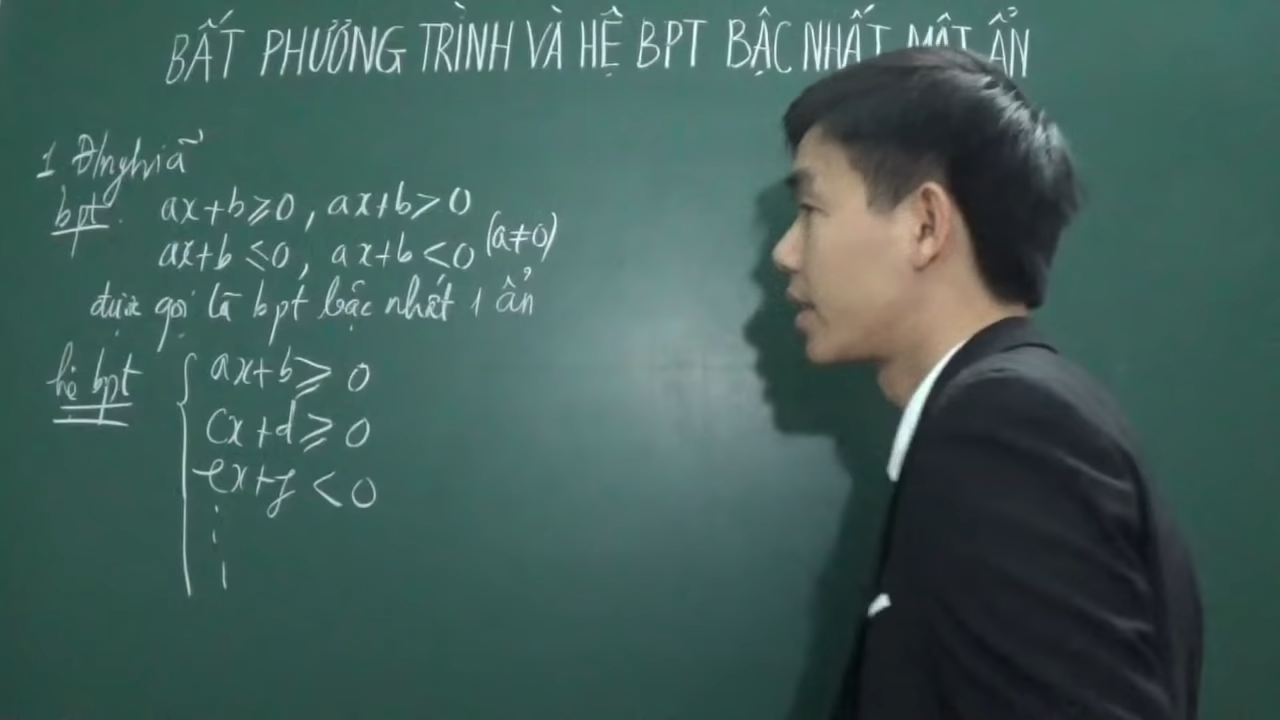 BẤT PHƯƠNG TRÌNH VÀ HỆ BPT BẬC NHẤT MỘT ẨN
1 Đ/nghĩa
bpt: ax+b⩾0, ax+b>0
ax+b⩽0, ax+b<0 (a≠0)
được gọi là bpt bậc nhất 1 ẩn
hệ bpt { ax+b⩾0
cx+d⩾0
ex+f<0
⋮